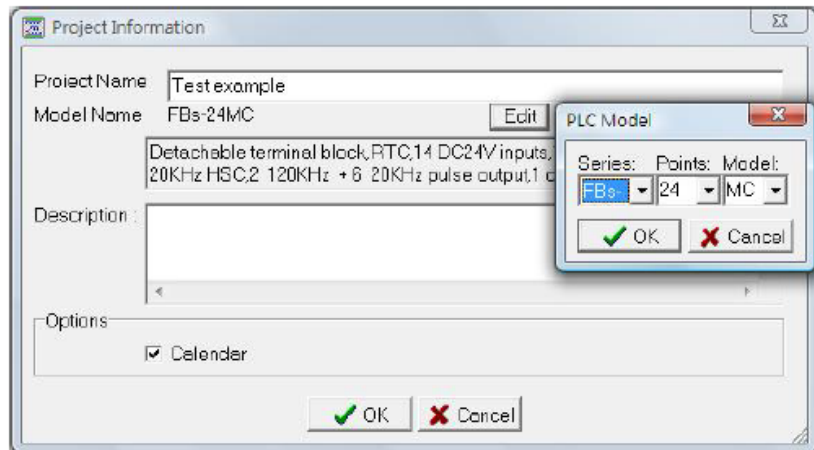 Project Information
Project Name
Test example
Model Name
FBs-24MC
Edit
Detachable terminal block,RTC,14 DC24V inputs,
20KHz HSC,2 120KHz + 6 20KHz pulse output,1
Description :
Options
Calendar
OK
Cancel
PLC Model
Series: Points: Model:
FBs- 24 MC
OK Cancel